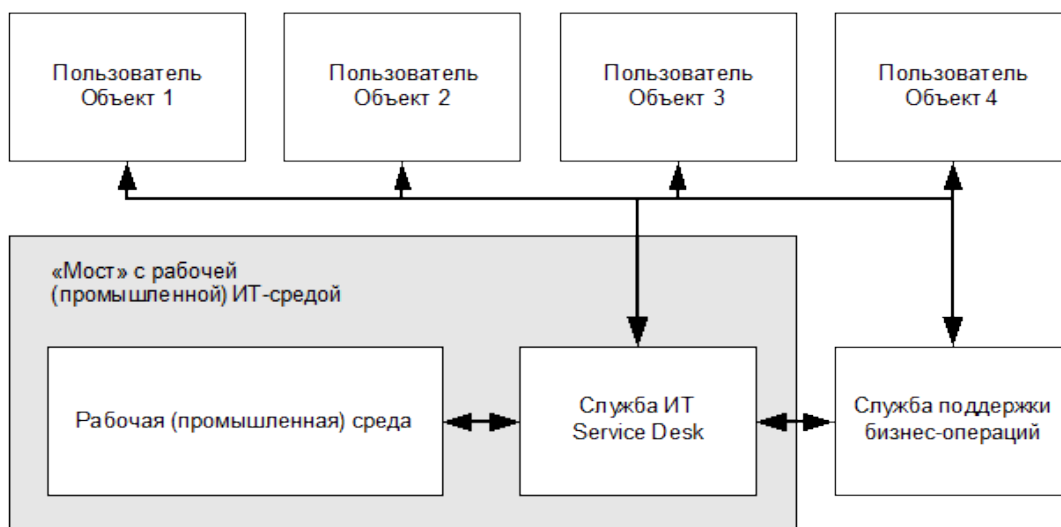 Пользователь
Объект 1
Пользователь
Объект 2
Пользователь
Объект 3
Пользователь
Объект 4
«Мост» с рабочей
(промышленной) ИТ-средой
Рабочая (промышленная) среда
Служба ИТ
Service Desk
Служба поддержки
бизнес-операций